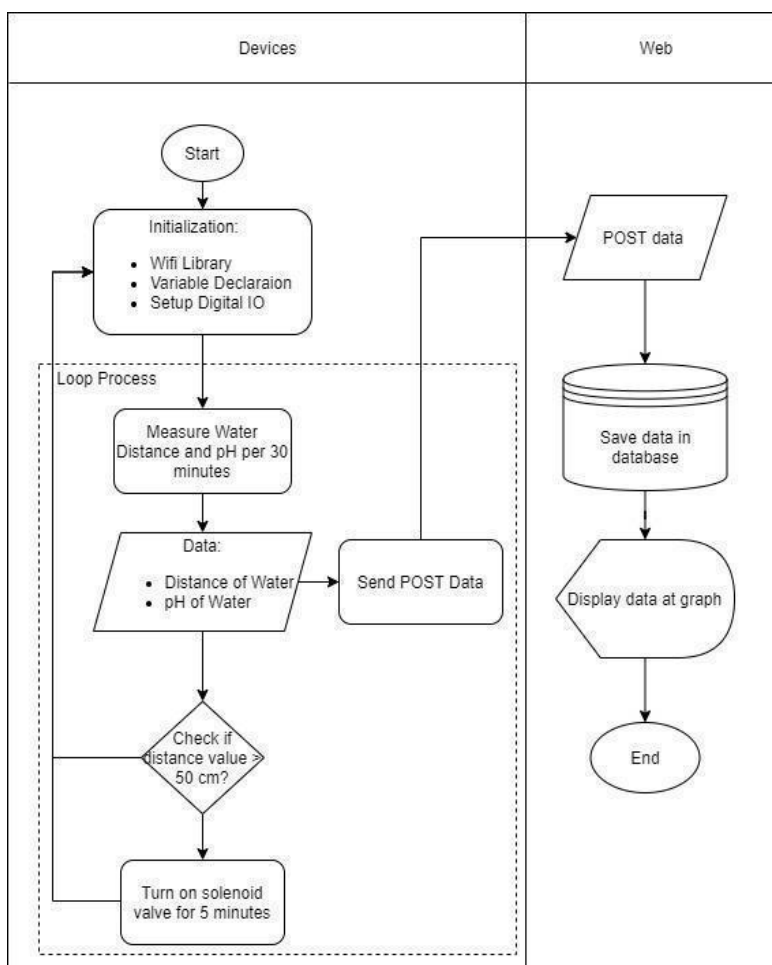 Devices
Web
Start
Initialization:
• Wifi Library
• Variable Declaraion
• Setup Digital IO
POST data
Loop Process
Measure Water
Distance and pH per 30
minutes
Save data in
database
Data:
• Distance of Water
• pH of Water
Send POST Data
Display data at graph
Check if
distance value >
50 cm?
End
Turn on solenoid
valve for 5 minutes